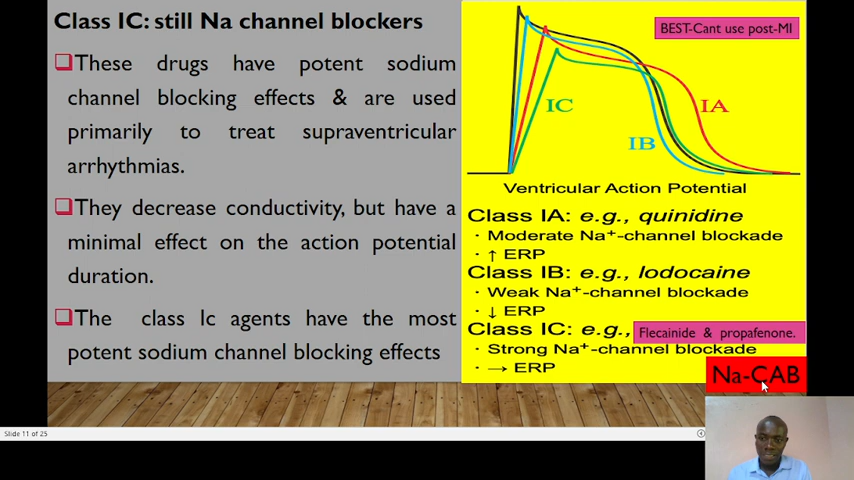 Class IC: still Na channel blockers
❑These drugs have potent sodium
channel blocking effects & are used
primarily to treat supraventricular
arrhythmias.
❑They decrease conductivity, but have a
minimal effect on the action potential
duration.
❑The class Ic agents have the most
potent sodium channel blocking effects
BEST-Cant use post-MI
IC
IA
IB
Ventricular Action Potential
Class IA: e.g., quinidine
· Moderate Na⁺-channel blockade
· ↑ ERP
Class IB: e.g., lodocaine
· Weak Na⁺-channel blockade
· ↓ ERP
Class IC: e.g., Flecainide & propafenone.
· Strong Na⁺-channel blockade
· → ERP
Na-CAB
Slide 11 of 25